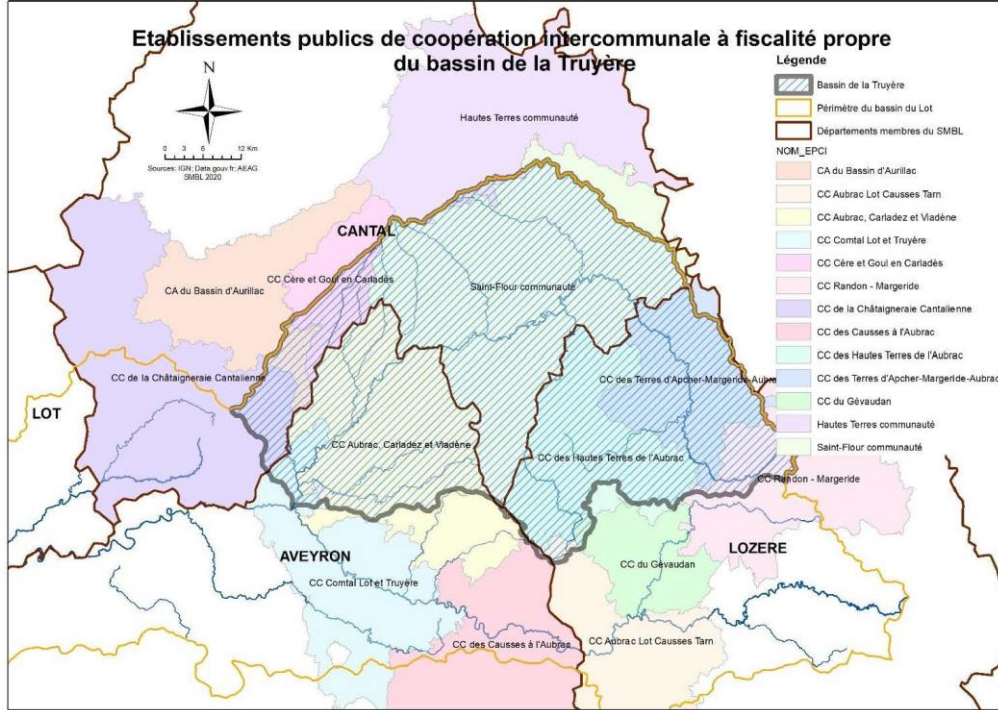 Etablissements publics de coopération intercommunale à fiscalité propre
du bassin de la Truyère
N
0 3 6 12 Km
Sources: IGN; Data.gouv.fr; AEAG
SMBL 2020
Légende
Bassin de la Truyère
Périmètre du bassin du Lot
Départements membres du SMBL
NOM_EPCI
CA du Bassin d'Aurillac
CC Aubrac Lot Causses Tarn
CC Aubrac, Carladez et Viadène
CC Comtal Lot et Truyère
CC Cère et Goul en Carladès
CC Randon - Margeride
CC de la Châtaigneraie Cantalienne
CC des Causses à l'Aubrac
CC des Hautes Terres de l'Aubrac
CC des Terres d'Apcher-Margeride-Aubrac
CC du Gévaudan
Hautes Terres communauté
Saint-Flour communauté
Hautes Terres communauté
CANTAL
CC Cère et Goul en Carladès
CA du Bassin d'Aurillac
Saint-Flour communauté
CC de la Châtaigneraie Cantalienne
CC des Terres d'Apcher-Margeride-Aubra
LOT
CC Aubrac, Carladez et Viadène
CC des Hautes Terres de l'Aubrac
CC Randon - Margeride
AVEYRON
LOZERE
CC du Gévaudan
CC Comtal Lot et Truyère
CC des Causses à l'Aubrac
CC Aubrac Lot Causses Tarn